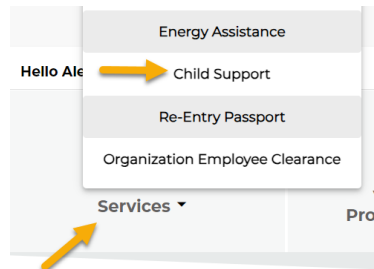 Energy Assistance
Hello Ale
Child Support
Re-Entry Passport
Organization Employee Clearance
Services
Pro